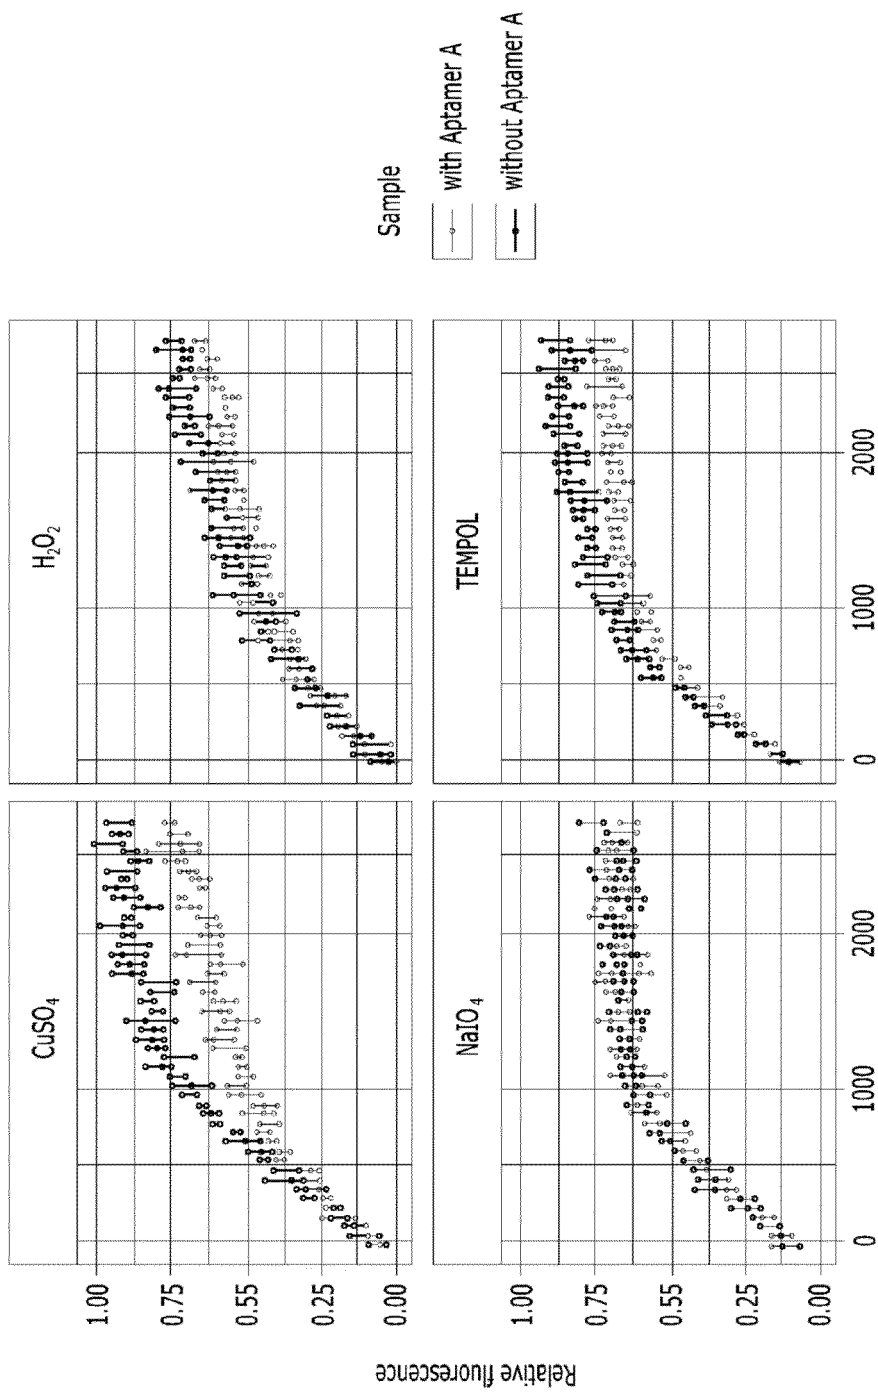 CuSO4
H2O2
1.00
0.75
0.55
0.25
0.00
NaIO4
TEMPOL
1.00
0.75
0.55
0.25
0.00
0
1000
2000
0
1000
2000
Relative fluorescence
Sample
with Aptamer A
without Aptamer A